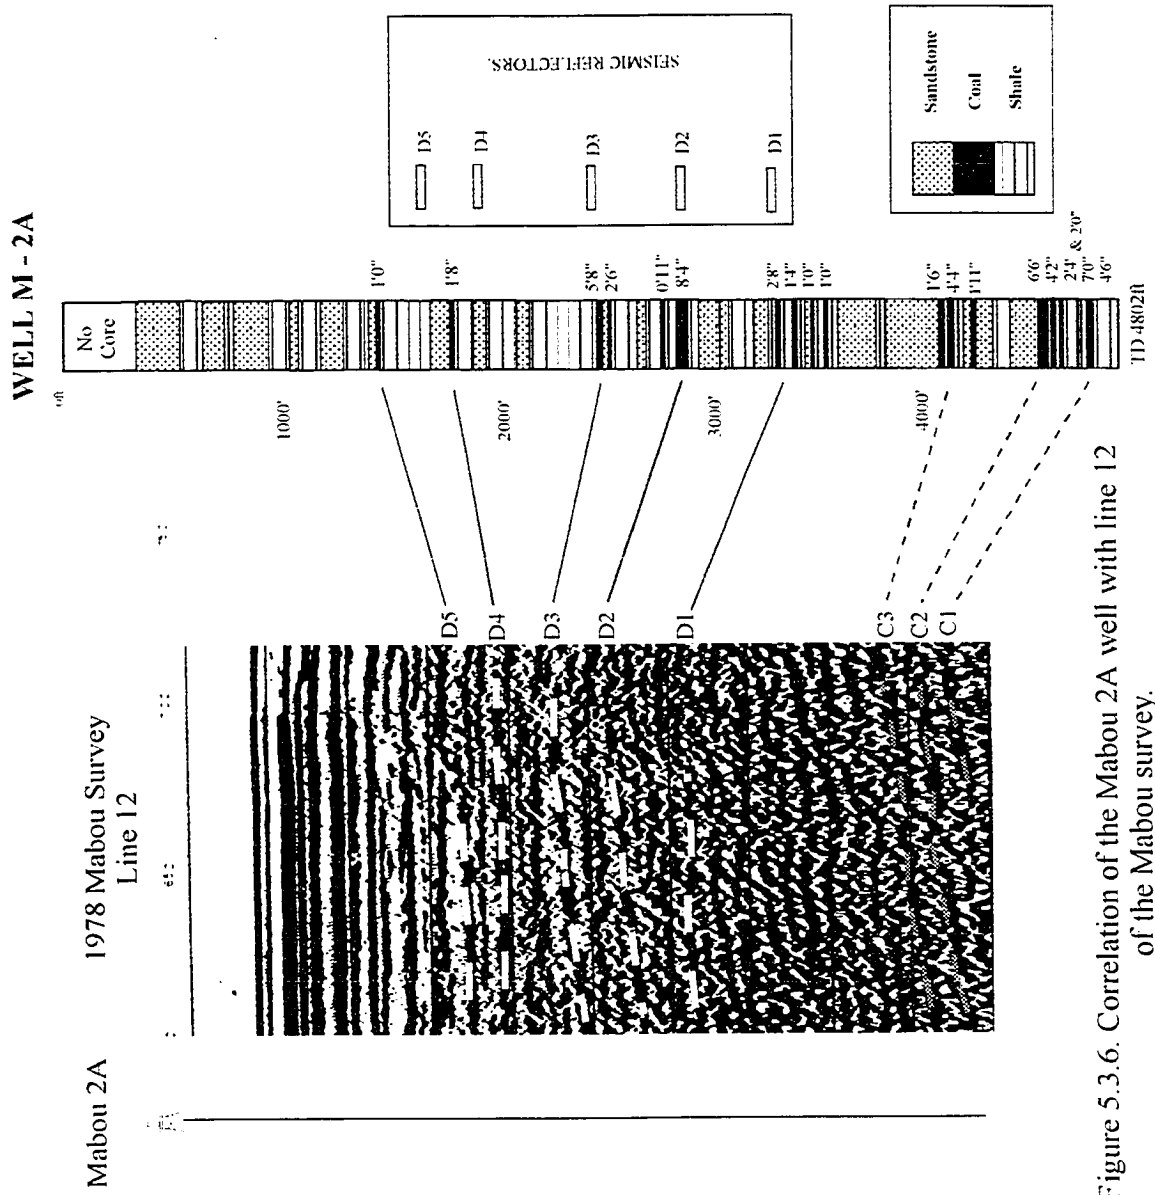 WELL M - 2A
Mabou 2A
1978 Mabou Survey
Line 12
0ft
No
Core
1000'
2000'
3000'
4000'
1'0"
1'8"
5'8"
2'6"
0'11"
8'4"
2'8"
1'4"
1'0"
1'0"
1'6"
4'4"
1'11"
6'6'
4'2"
2'4' & 2'0"
7'0"
4'6"
TD 4802ft
D5
D4
D3
D2
D1
C3
C2
C1
SEISMIC REFLECTORS.
D5
D4
D3
D2
D1
Sandstone
Coal
Shale
Figure 5.3.6. Correlation of the Mabou 2A well with line 12
of the Mabou survey.